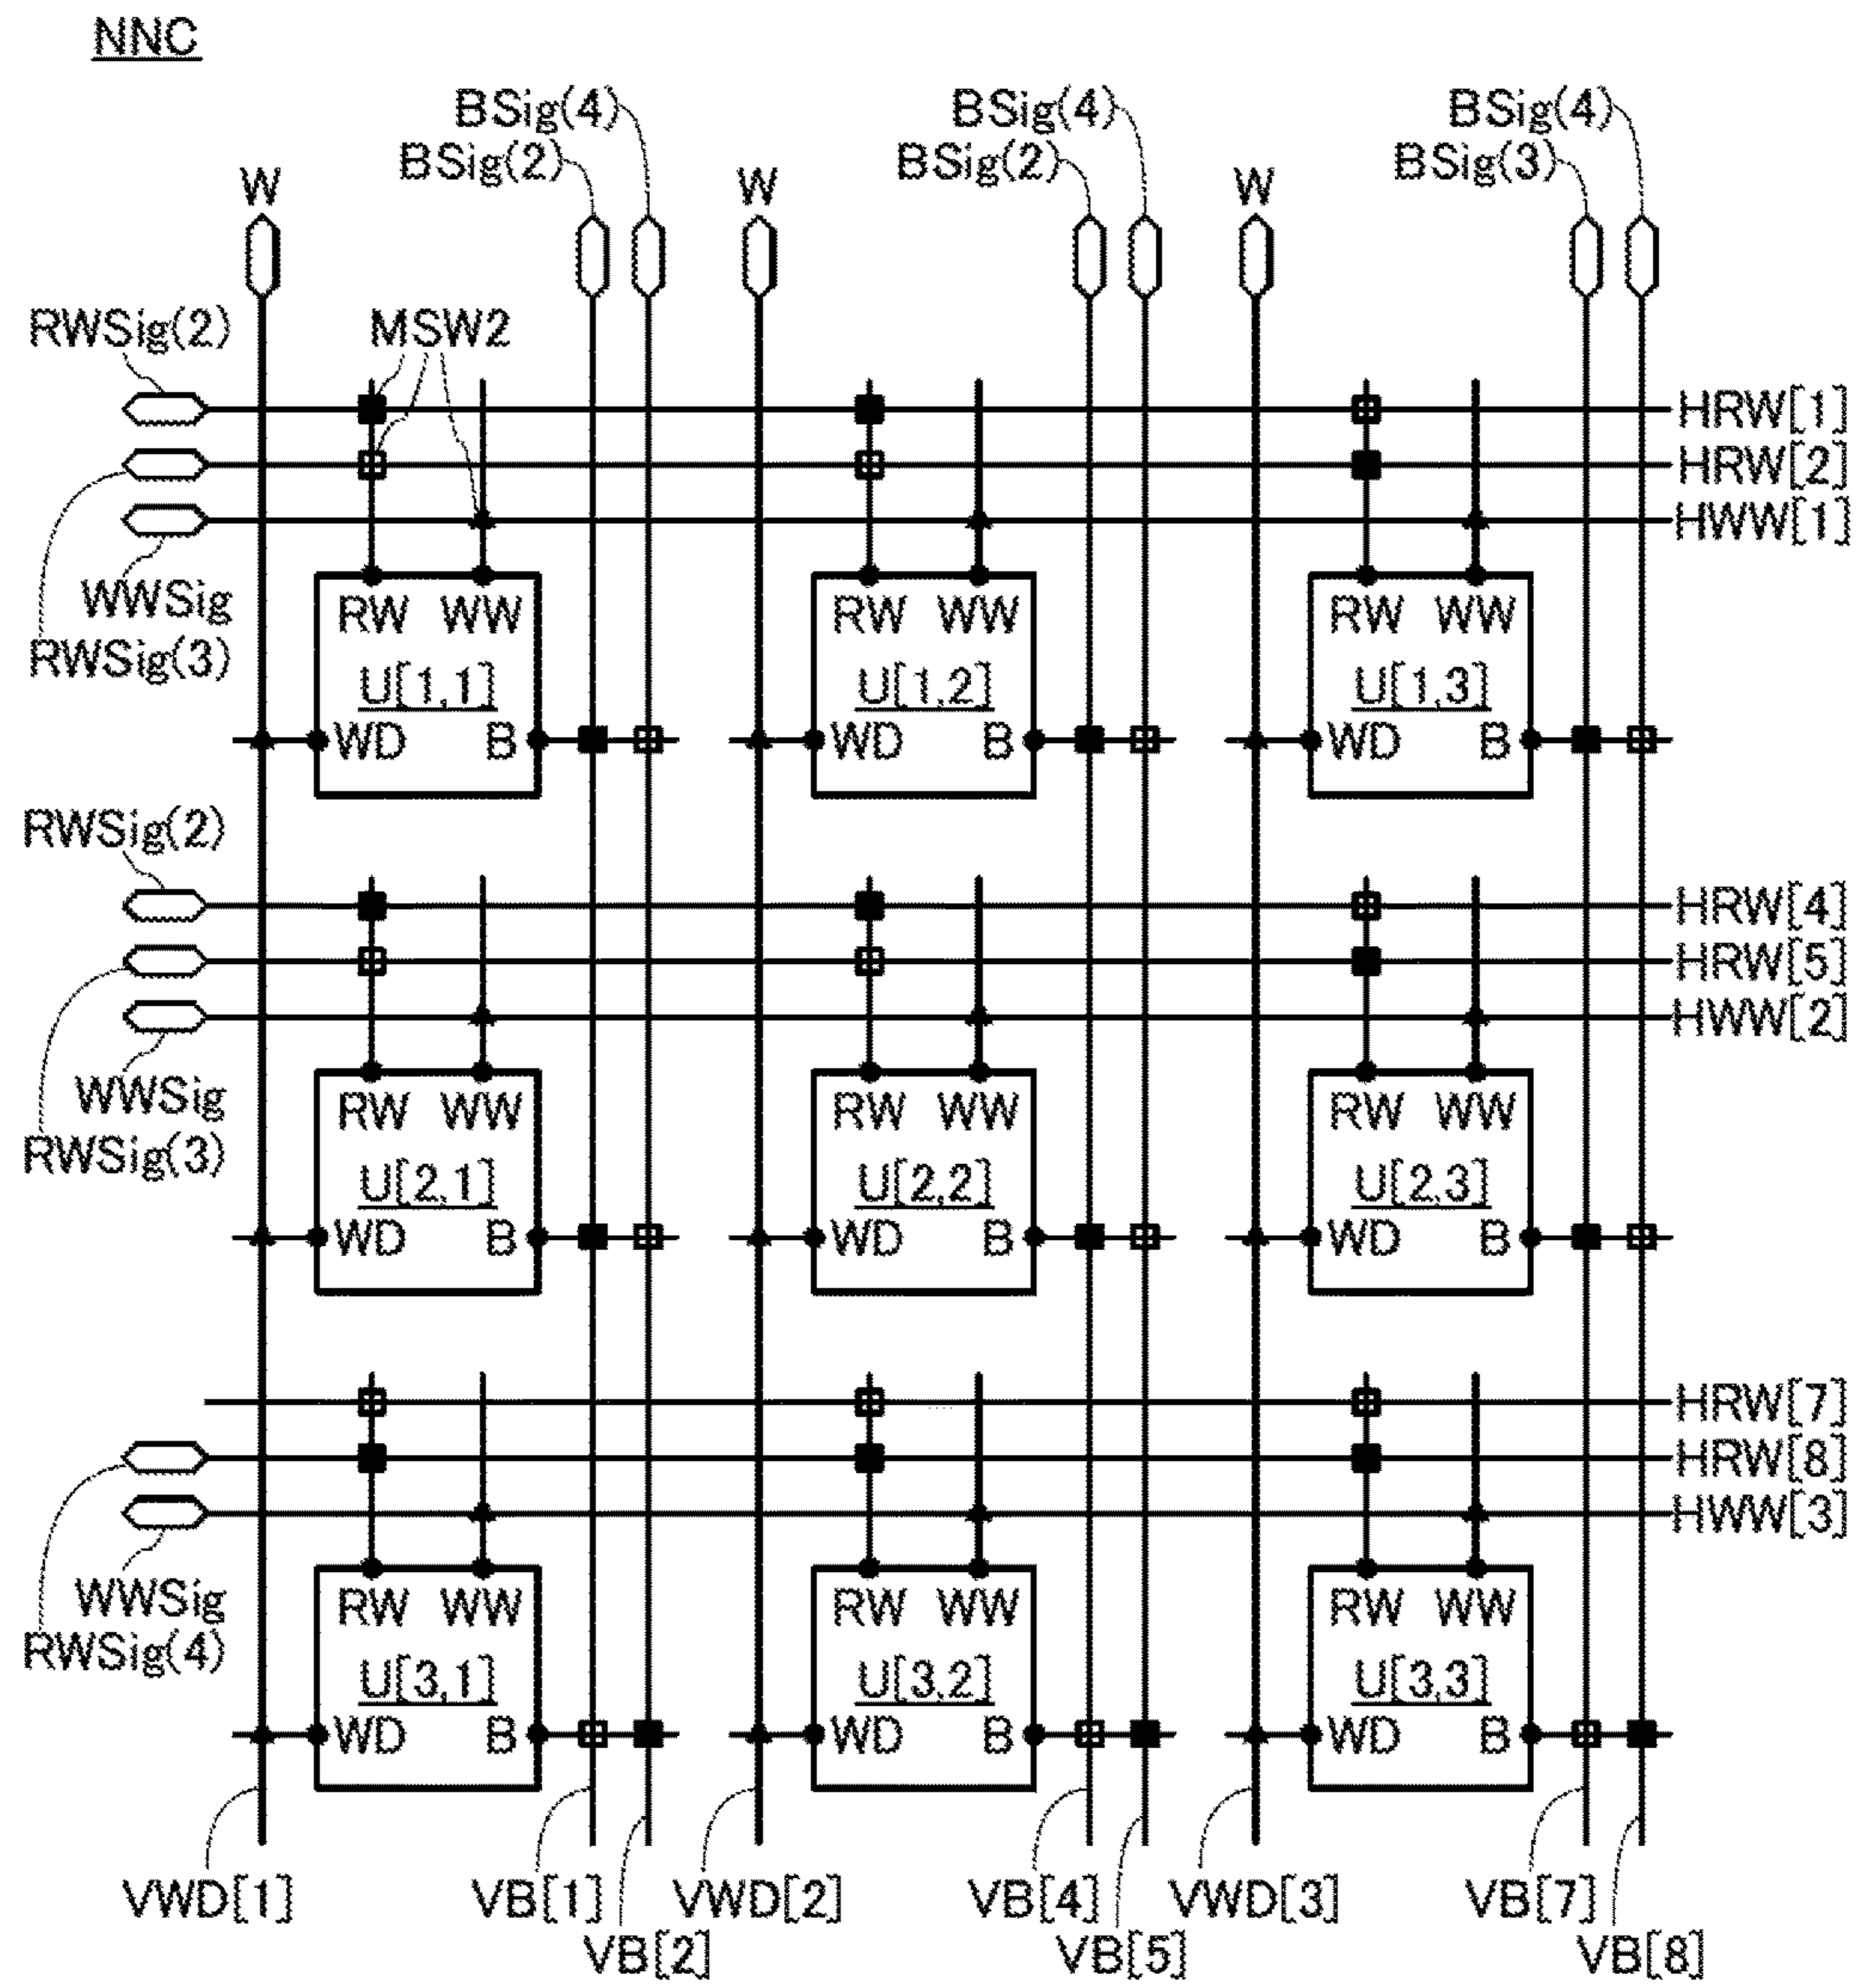 NNC
BSig(4) BSig(4) BSig(4)
BSig(2) BSig(2) BSig(3)
W W W
RWSig(2) MSW2
HRW[1]
HRW[2]
HWW[1]
WWSig
RWSig(3)
RW WW RW WW RW WW
U[1,1] U[1,2] U[1,3]
WD B WD B WD B
RWSig(2)
HRW[4]
HRW[5]
HWW[2]
WWSig
RWSig(3)
RW WW RW WW RW WW
U[2,1] U[2,2] U[2,3]
WD B WD B WD B
HRW[7]
HRW[8]
HWW[3]
WWSig
RWSig(4)
RW WW RW WW RW WW
U[3,1] U[3,2] U[3,3]
WD B WD B WD B
VWD[1] VB[1] VWD[2] VB[4] VWD[3] VB[7]
VB[2] VB[5] VB[8]